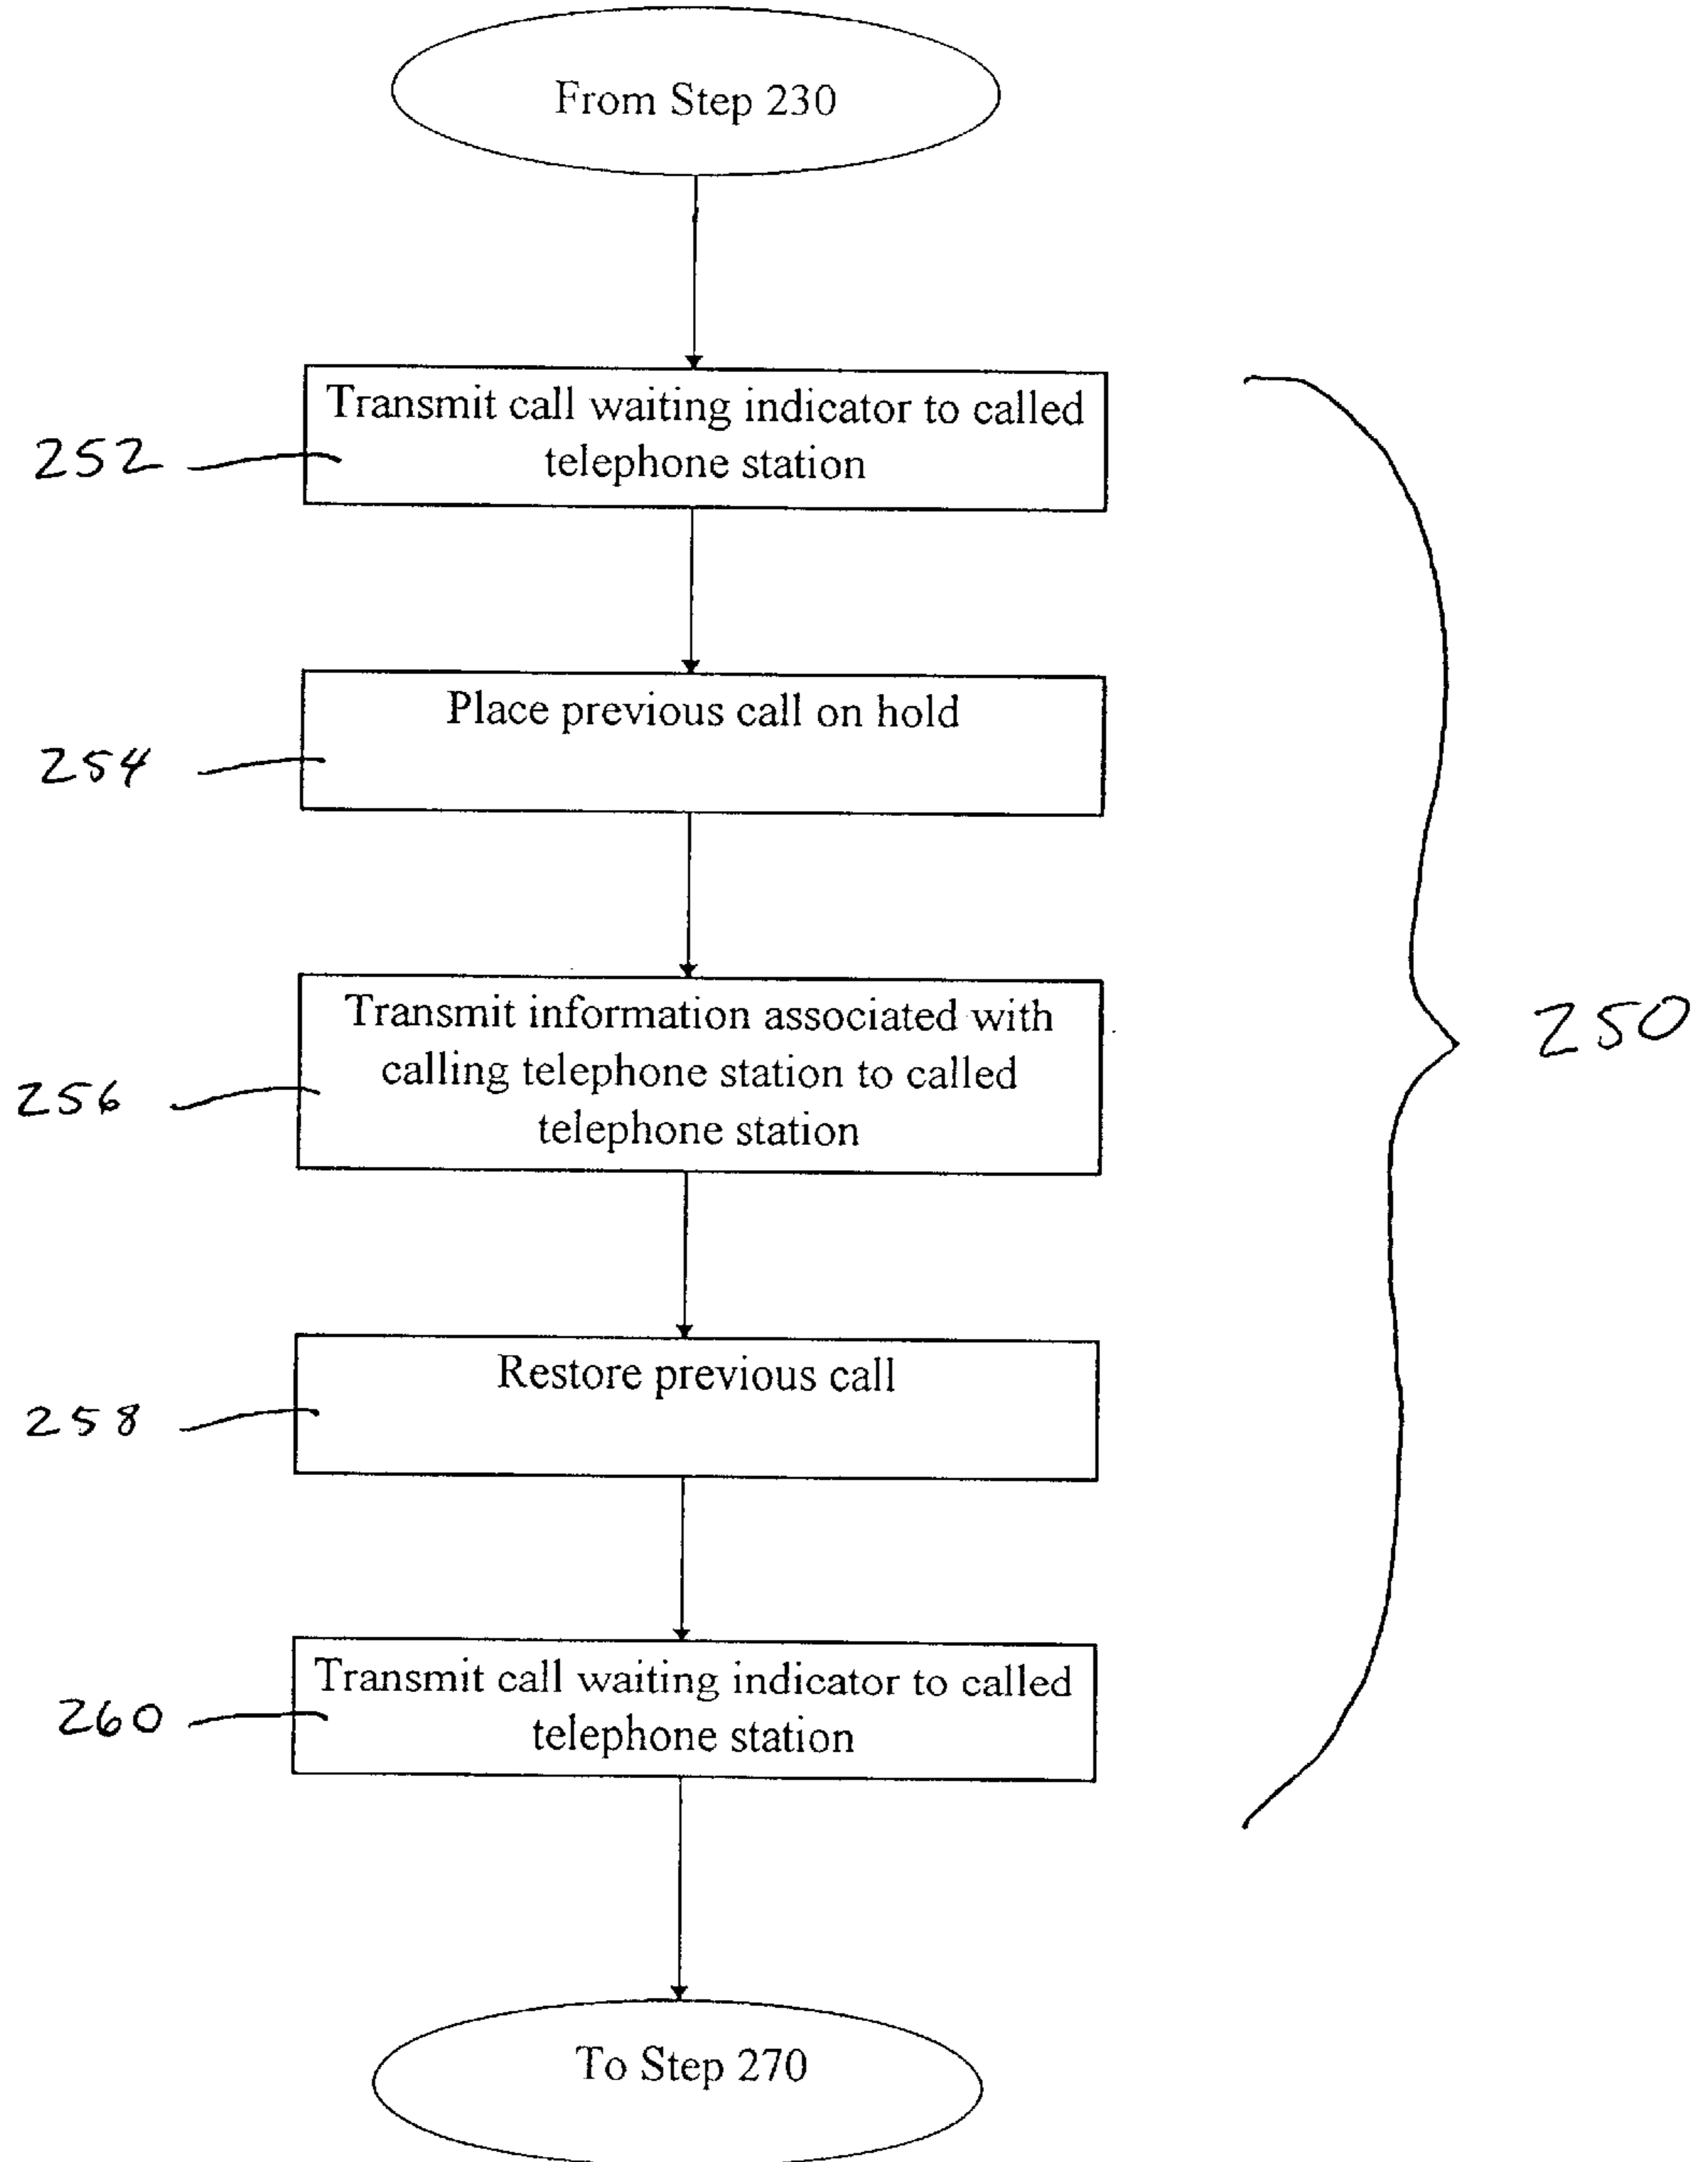 From Step 230
Transmit call waiting indicator to called
telephone station
252
Place previous call on hold
254
Transmit information associated with
calling telephone station to called
telephone station
256
250
Restore previous call
258
Transmit call waiting indicator to called
telephone station
260
To Step 270